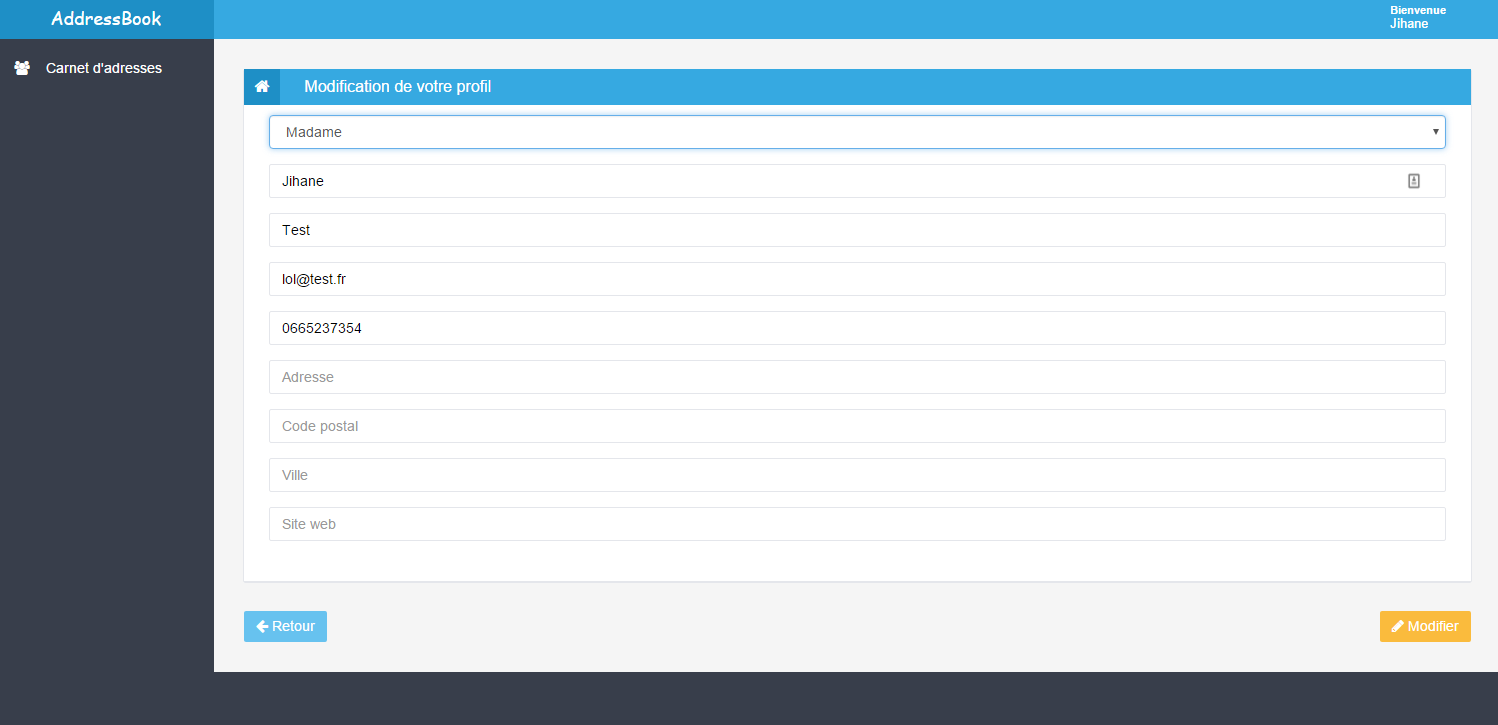 AddressBook
Bienvenue
Jihane
Carnet d'adresses
Modification de votre profil
Madame
Jihane
Test
lol@test.fr
0665237354
Adresse
Code postal
Ville
Site web
Retour
Modifier